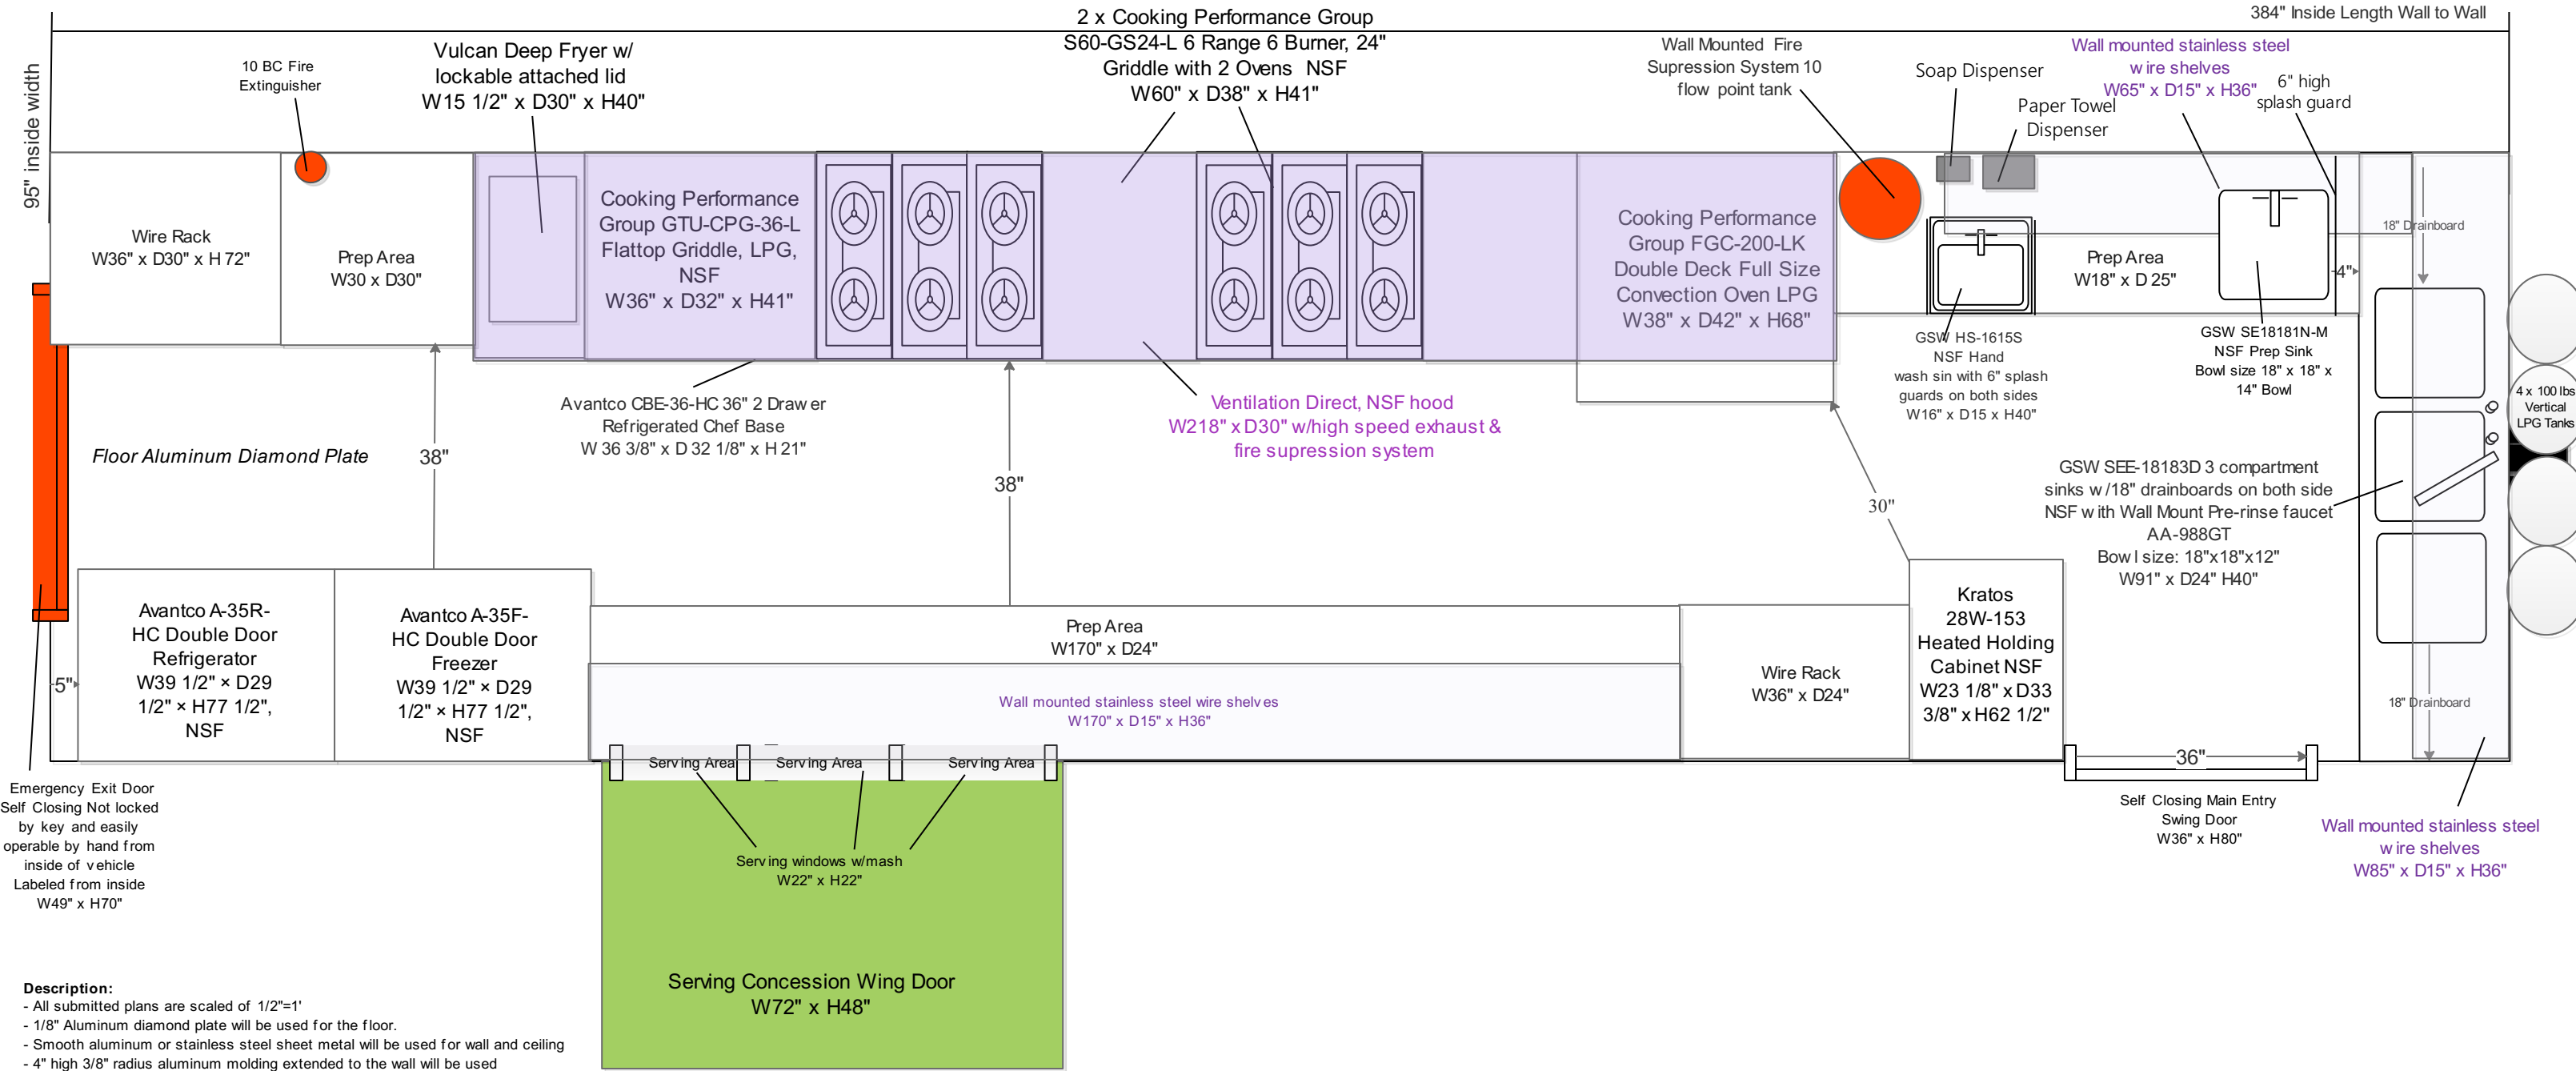 384" Inside Length Wall to Wall
95" inside width
10 BC Fire
Extinguisher
Vulcan Deep Fryer w/
lockable attached lid
W15 1/2" x D30" x H40"
2 x Cooking Performance Group
S60-GS24-L 6 Range 6 Burner, 24"
Griddle with 2 Ovens NSF
W60" x D38" x H41"
Wall Mounted Fire
Supression System 10
flow point tank
Soap Dispenser
Paper Towel
Dispenser
Wall mounted stainless steel
wire shelves
W65" x D15" x H36"
6" high
splash guard
Wire Rack
W36" x D30" x H 72"
Prep Area
W30 x D30"
Cooking Performance
Group GTU-CPG-36-L
Flattop Griddle, LPG,
NSF
W36" x D32" x H41"
Cooking Performance
Group FGC-200-LK
Double Deck Full Size
Convection Oven LPG
W38" x D42" x H68"
Prep Area
W18" x D 25"
18" Drainboard
4"
GSW HS-1615S
NSF Hand
wash sin with 6" splash
guards on both sides
W16" x D15 x H40"
GSW SE18181N-M
NSF Prep Sink
Bowl size 18" x 18" x
14" Bowl
4 x 100 lbs
Vertical
LPG Tanks
Avantco CBE-36-HC 36" 2 Drawer
Refrigerated Chef Base
W 36 3/8" x D 32 1/8" x H 21"
Ventilation Direct, NSF hood
W218" x D30" w/high speed exhaust &
fire supression system
Floor Aluminum Diamond Plate
38"
38"
30"
GSW SEE-18183D 3 compartment
sinks w/18" drainboards on both side
NSF with Wall Mount Pre-rinse faucet
AA-988GT
Bowl size: 18"x18"x12"
W91" x D24" H40"
5"
Avantco A-35R-
HC Double Door
Refrigerator
W39 1/2" × D29
1/2" × H77 1/2",
NSF
Avantco A-35F-
HC Double Door
Freezer
W39 1/2" × D29
1/2" × H77 1/2",
NSF
Prep Area
W170" x D24"
Wall mounted stainless steel wire shelves
W170" x D15" x H36"
Wire Rack
W36" x D24"
Kratos
28W-153
Heated Holding
Cabinet NSF
W23 1/8" x D33
3/8" x H62 1/2"
18" Drainboard
Serving Area
Serving Area
Serving Area
36"
Serving windows w/mash
W22" x H22"
Self Closing Main Entry
Swing Door
W36" x H80"
Wall mounted stainless steel
wire shelves
W85" x D15" x H36"
Emergency Exit Door
Self Closing Not locked
by key and easily
operable by hand from
inside of vehicle
Labeled from inside
W49" x H70"
Serving Concession Wing Door
W72" x H48"
Description:
- All submitted plans are scaled of 1/2"=1'
- 1/8" Aluminum diamond plate will be used for the floor.
- Smooth aluminum or stainless steel sheet metal will be used for wall and ceiling
- 4" high 3/8" radius aluminum molding extended to the wall will be used